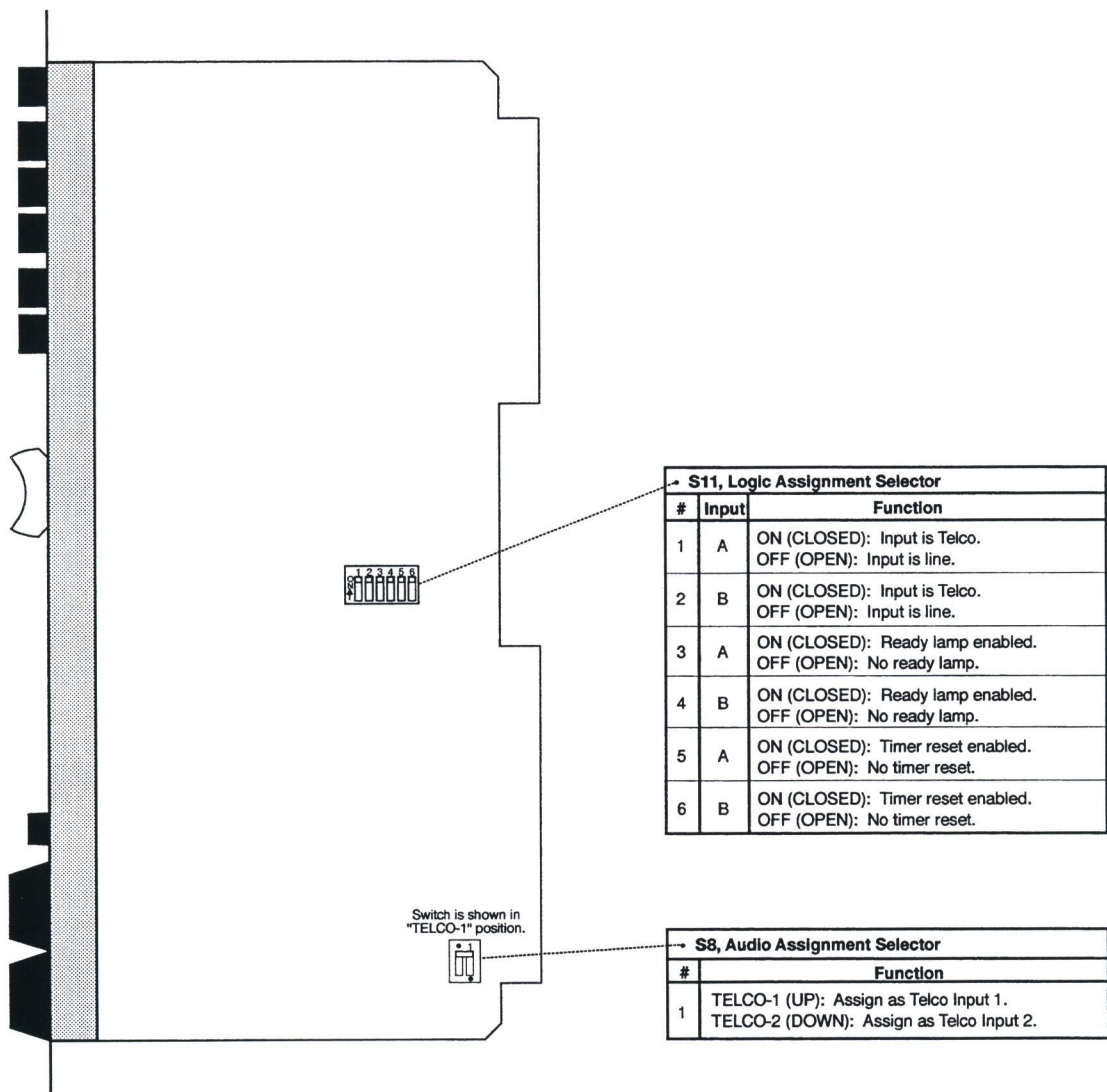 • S11, Logic Assignment Selector
# Input Function
1 A ON (CLOSED): Input is Telco.
OFF (OPEN): Input is line.
2 B ON (CLOSED): Input is Telco.
OFF (OPEN): Input is line.
3 A ON (CLOSED): Ready lamp enabled.
OFF (OPEN): No ready lamp.
4 B ON (CLOSED): Ready lamp enabled.
OFF (OPEN): No ready lamp.
5 A ON (CLOSED): Timer reset enabled.
OFF (OPEN): No timer reset.
6 B ON (CLOSED): Timer reset enabled.
OFF (OPEN): No timer reset.
1 2 3 4 5 6
ON
Switch is shown in
"TELCO-1" position.
1
• S8, Audio Assignment Selector
# Function
1 TELCO-1 (UP): Assign as Telco Input 1.
TELCO-2 (DOWN): Assign as Telco Input 2.